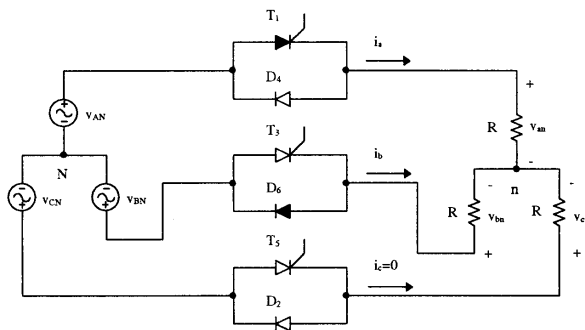 T1
ia
D4
+
R
van
-
vAN
N
T3
ib
D6
vCN
vBN
n
-
R
vbn
+
-
R
vc
+
T5
ic=0
D2